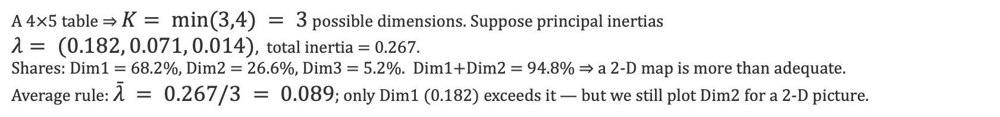 A 4×5 table ⇒ K = min(3,4) = 3 possible dimensions. Suppose principal inertias
λ = (0.182, 0.071, 0.014), total inertia = 0.267.
Shares: Dim1 = 68.2%, Dim2 = 26.6%, Dim3 = 5.2%. Dim1+Dim2 = 94.8% ⇒ a 2-D map is more than adequate.
Average rule: λ̄ = 0.267/3 = 0.089; only Dim1 (0.182) exceeds it — but we still plot Dim2 for a 2-D picture.